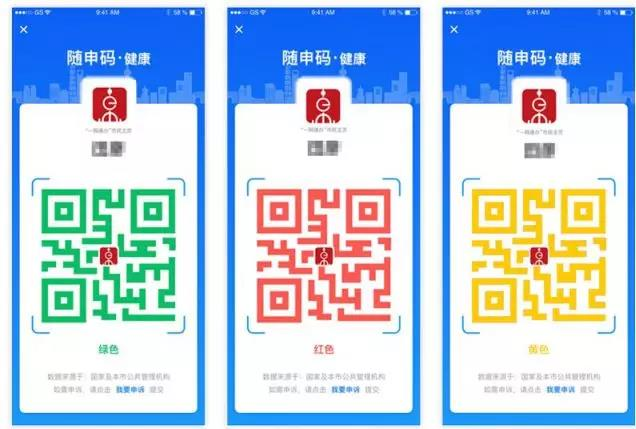 GS 9:41 AM 58 %
随申码·健康
"一网通办"市民主页
绿色
数据来源于：国家及本市公共管理机构
如需申诉，请点击 我要申诉 提交
GS 9:41 AM 58 %
随申码·健康
"一网通办"市民主页
红色
数据来源于：国家及本市公共管理机构
如需申诉，请点击 我要申诉 提交
GS 9:41 AM 58 %
随申码·健康
"一网通办"市民主页
黄色
数据来源于：国家及本市公共管理机构
如需申诉，请点击 我要申诉 提交